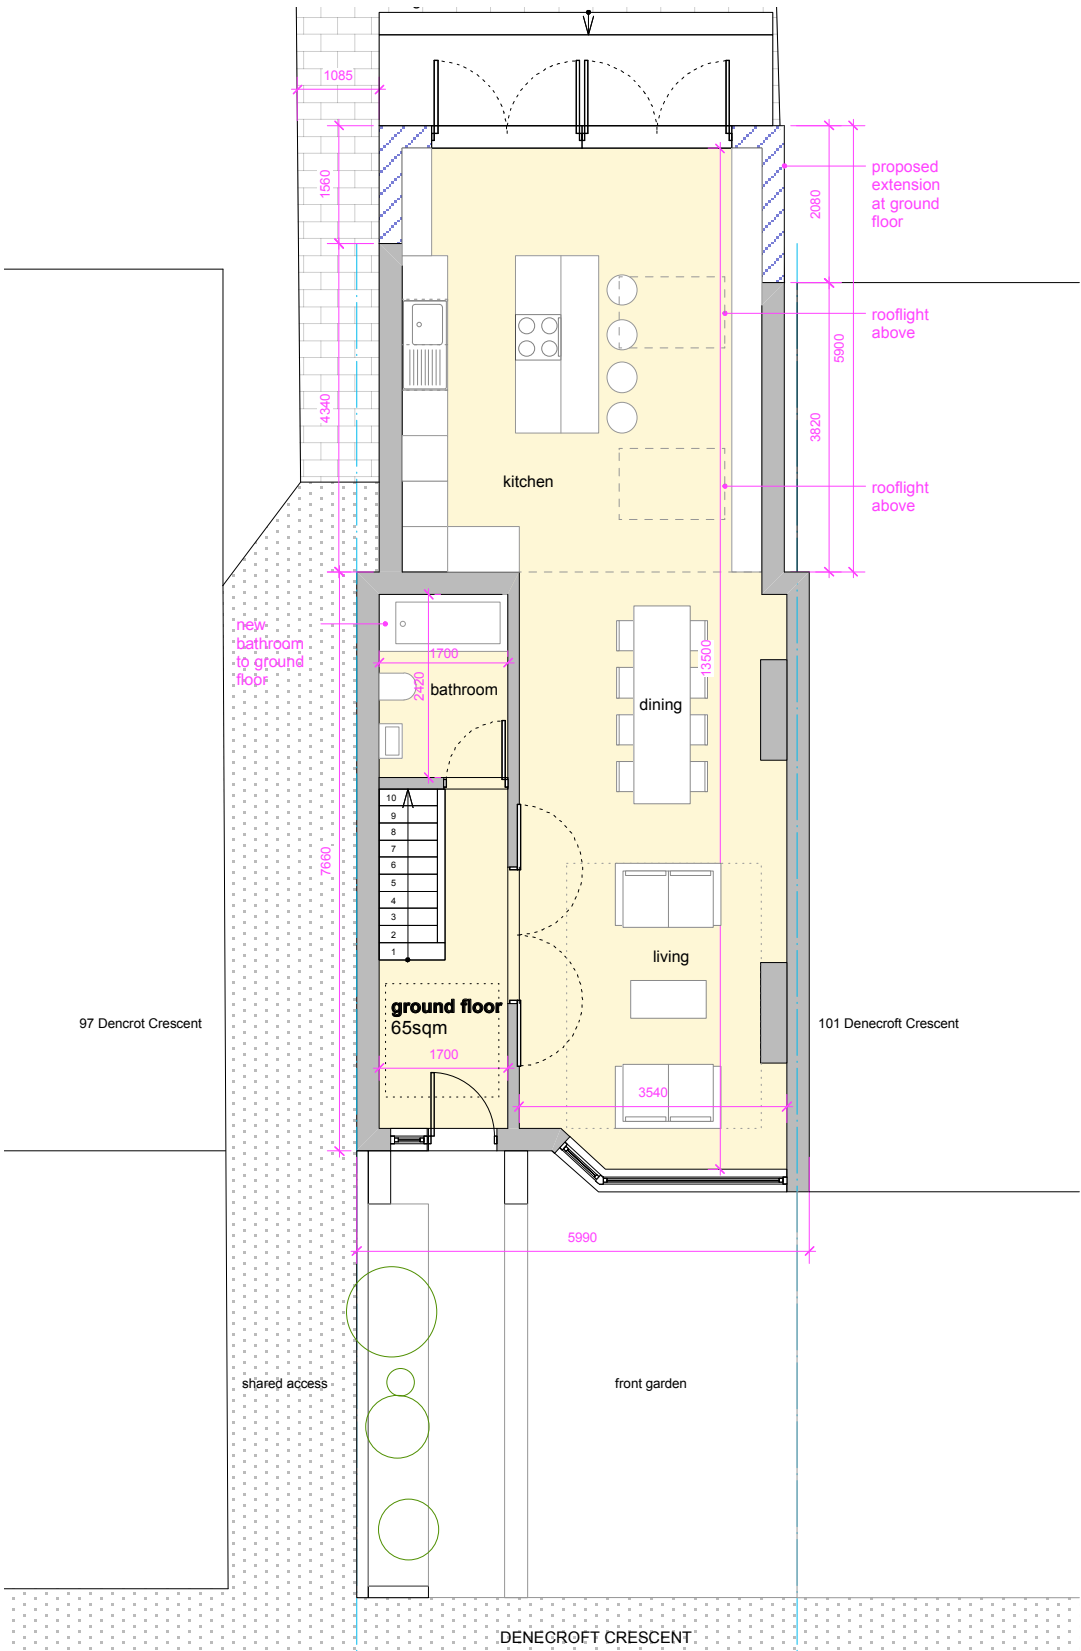 1085
1560
2080
proposed
extension
at ground
floor
rooflight
above
5900
4340
3820
kitchen
rooflight
above
new
bathroom
to ground
floor
1700
2420
bathroom
13500
dining
10
9
8
7
6
5
4
3
2
1
7660
living
ground floor
65sqm
97 Dencrot Crescent
101 Denecroft Crescent
1700
3540
5990
shared access
front garden
DENECROFT CRESCENT